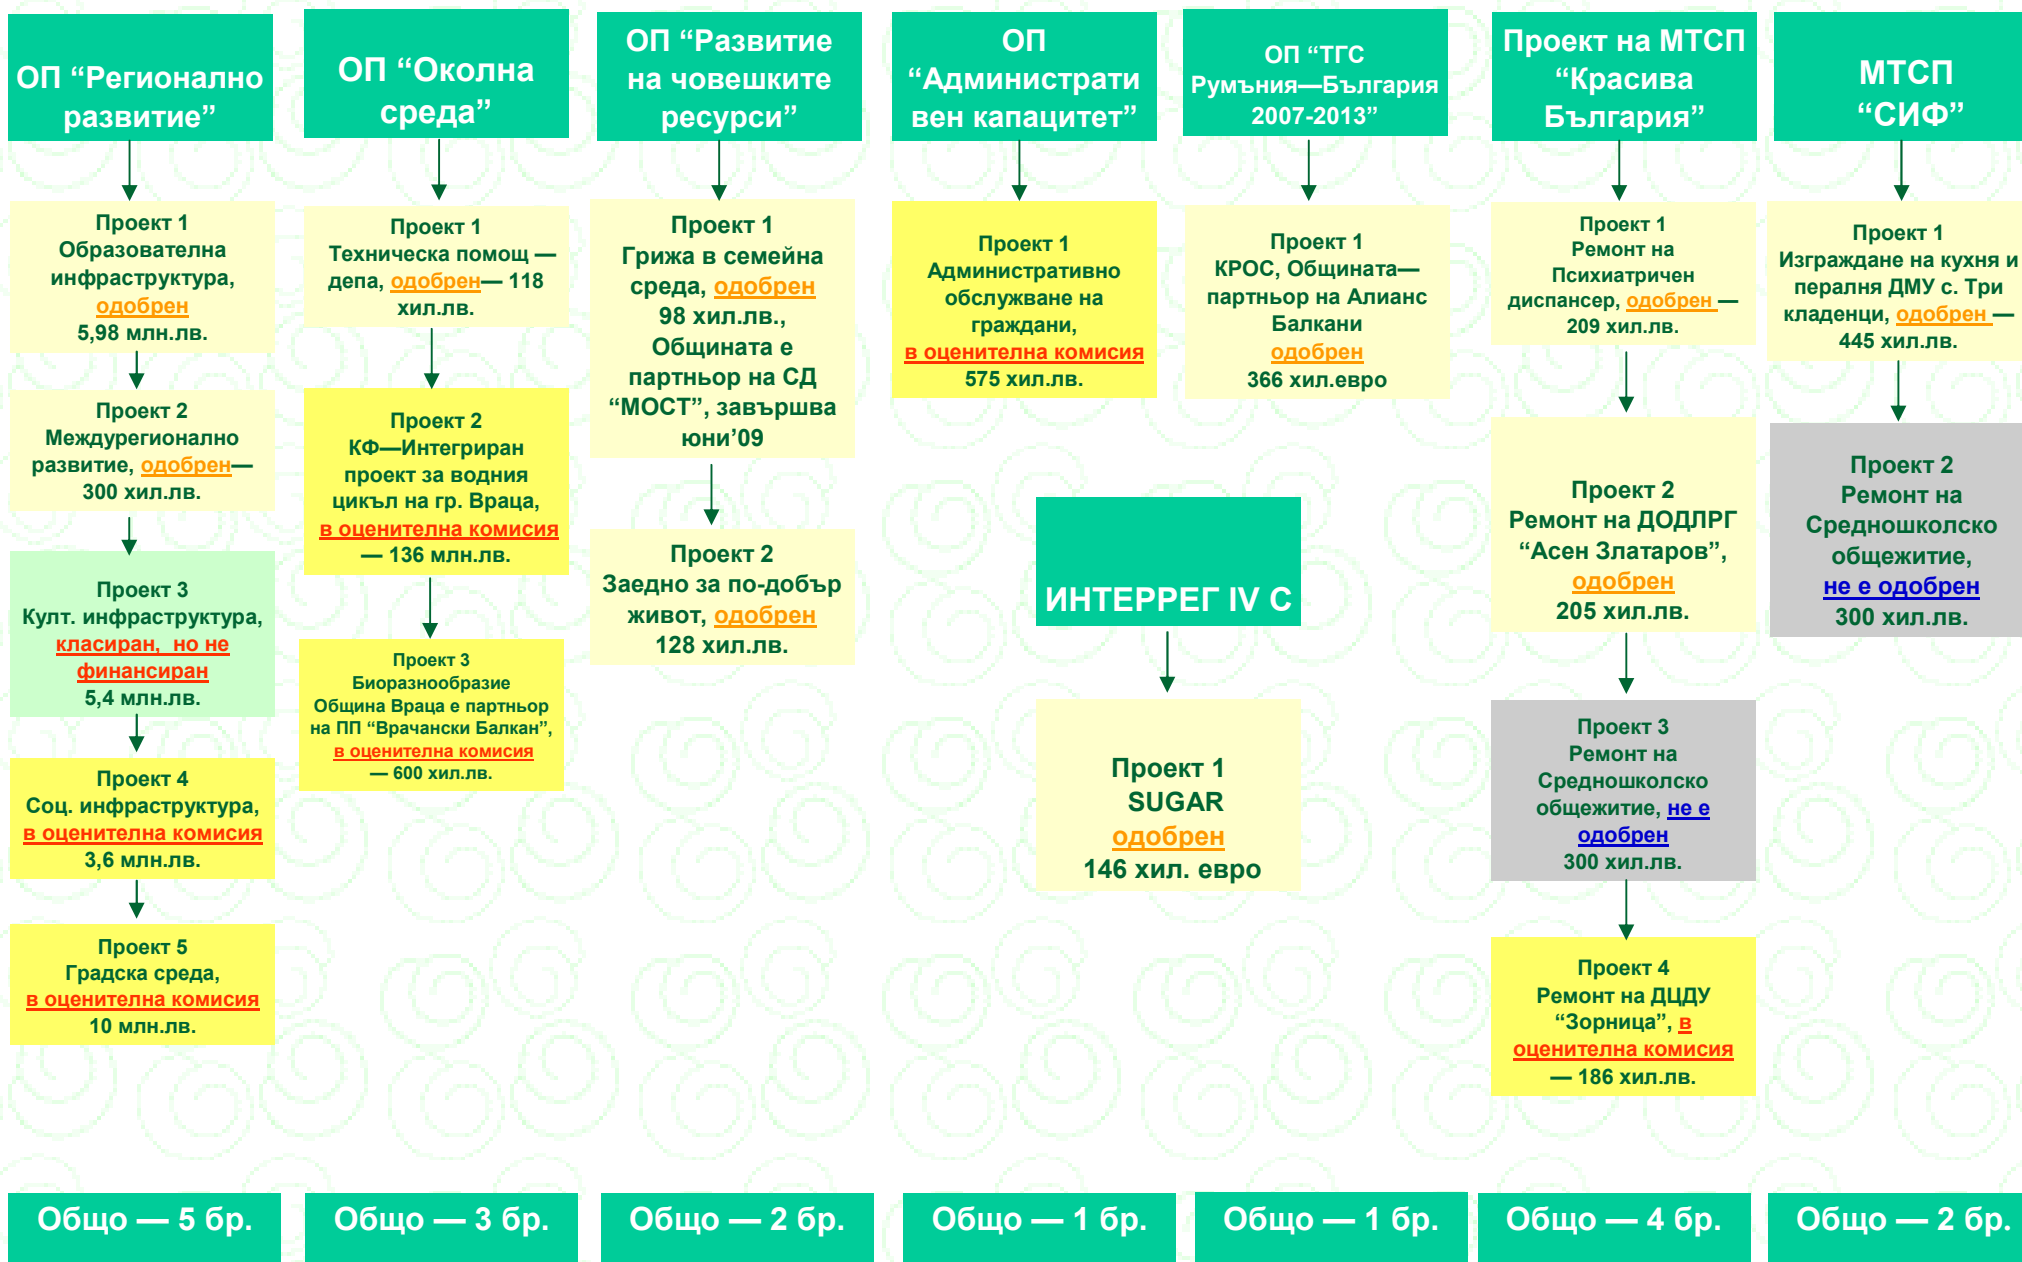 ОП “Регионално
развитие”
Проект 1
Образователна
инфраструктура,
одобрен
5,98 млн.лв.
Проект 2
Междурегионално
развитие, одобрен—
300 хил.лв.
Проект 3
Култ. инфраструктура,
класиран, но не
финансиран
5,4 млн.лв.
Проект 4
Соц. инфраструктура,
в оценителна комисия
3,6 млн.лв.
Проект 5
Градска среда,
в оценителна комисия
10 млн.лв.
Общо — 5 бр.
ОП “Околна
среда”
Проект 1
Техническа помощ —
депа, одобрен— 118
хил.лв.
Проект 2
КФ—Интегриран
проект за водния
цикъл на гр. Враца,
в оценителна комисия
— 136 млн.лв.
Проект 3
Биоразнообразие
Община Враца е партньор
на ПП “Врачански Балкан”,
в оценителна комисия
— 600 хил.лв.
Общо — 3 бр.
ОП “Развитие
на човешките
ресурси”
Проект 1
Грижа в семейна
среда, одобрен
98 хил.лв.,
Общината е
партньор на СД
“МОСТ”, завършва
юни’09
Проект 2
Заедно за по-добър
живот, одобрен
128 хил.лв.
Общо — 2 бр.
ОП
“Администрати
вен капацитет”
Проект 1
Административно
обслужване на
граждани,
в оценителна комисия
575 хил.лв.
Общо — 1 бр.
ОП “ТГС
Румъния—България
2007-2013”
Проект 1
КРОС, Общината—
партньор на Алианс
Балкани
одобрен
366 хил.евро
Общо — 1 бр.
ИНТЕРРЕГ IV С
Проект 1
SUGAR
одобрен
146 хил. евро
Проект на МТСП
“Красива
България”
Проект 1
Ремонт на
Психиатричен
диспансер, одобрен —
209 хил.лв.
Проект 2
Ремонт на ДОДЛРГ
“Асен Златаров”,
одобрен
205 хил.лв.
Проект 3
Ремонт на
Средношколско
общежитие, не е
одобрен
300 хил.лв.
Проект 4
Ремонт на ДЦДУ
“Зорница”, в
оценителна комисия
— 186 хил.лв.
Общо — 4 бр.
МТСП
“СИФ”
Проект 1
Изграждане на кухня и
пералня ДМУ с. Три
кладенци, одобрен —
445 хил.лв.
Проект 2
Ремонт на
Средношколско
общежитие,
не е одобрен
300 хил.лв.
Общо — 2 бр.